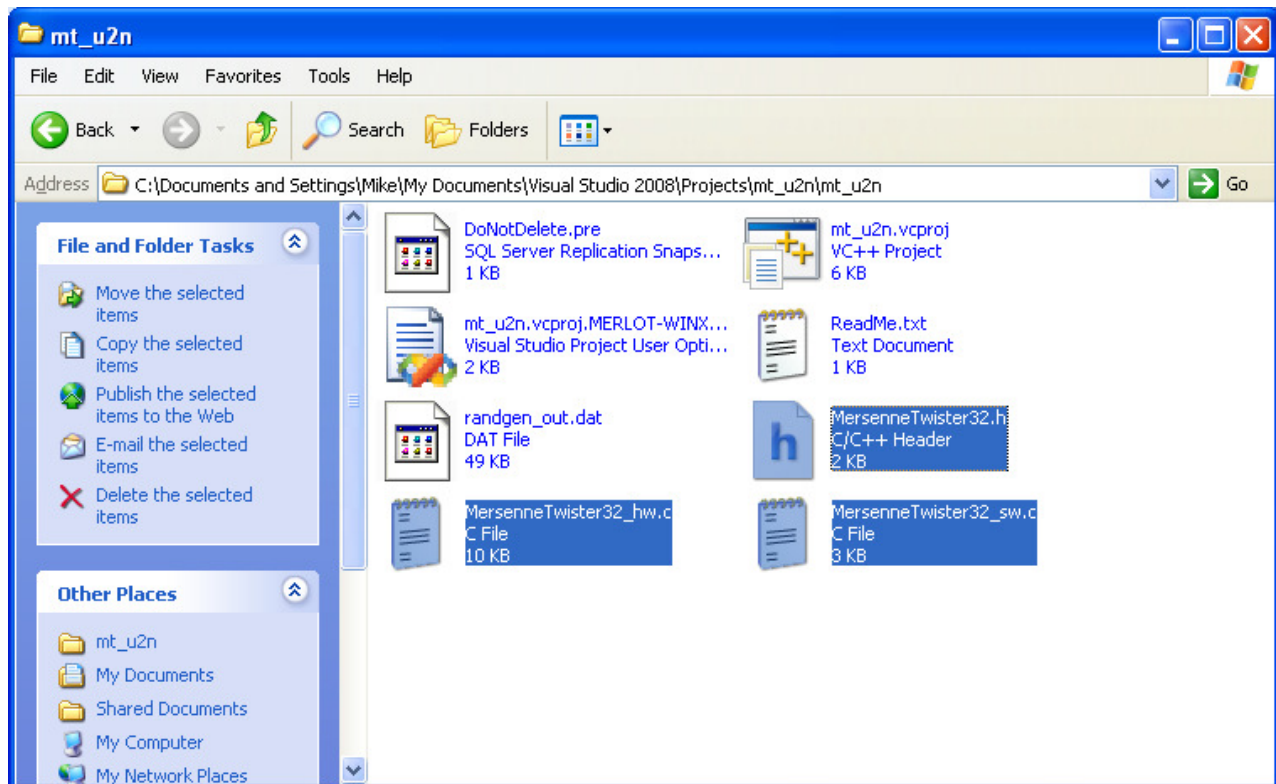 mt_u2n
File Edit View Favorites Tools Help
Back Search Folders
Address C:\Documents and Settings\Mike\My Documents\Visual Studio 2008\Projects\mt_u2n\mt_u2n Go
File and Folder Tasks
Move the selected
items
Copy the selected
items
Publish the selected
items to the Web
E-mail the selected
items
Delete the selected
items
Other Places
mt_u2n
My Documents
Shared Documents
My Computer
My Network Places
DoNotDelete.pre
SQL Server Replication Snaps...
1 KB
mt_u2n.vcproj
VC++ Project
6 KB
mt_u2n.vcproj.MERLOT-WINX...
Visual Studio Project User Opti...
2 KB
ReadMe.txt
Text Document
1 KB
randgen_out.dat
DAT File
49 KB
h
MersenneTwister32.h
C/C++ Header
2 KB
MersenneTwister32_hw.c
C File
10 KB
MersenneTwister32_sw.c
C File
3 KB